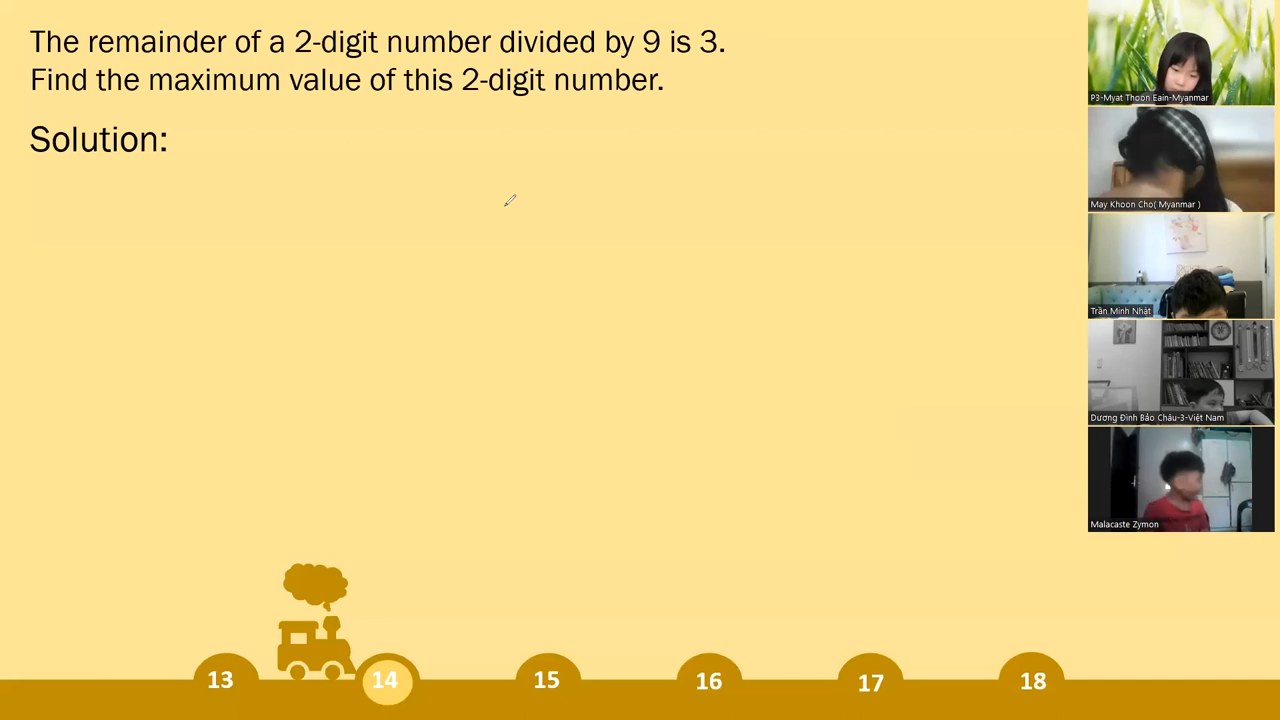 The remainder of a 2-digit number divided by 9 is 3.
Find the maximum value of this 2-digit number.
Solution:
P3-Myat Thoon Eain-Myanmar
May Khoon Cho( Myanmar )
Trần Minh Nhật
Dương Đình Bảo Châu-3-Việt Nam
Malacaste Zymon
13
14
15
16
17
18